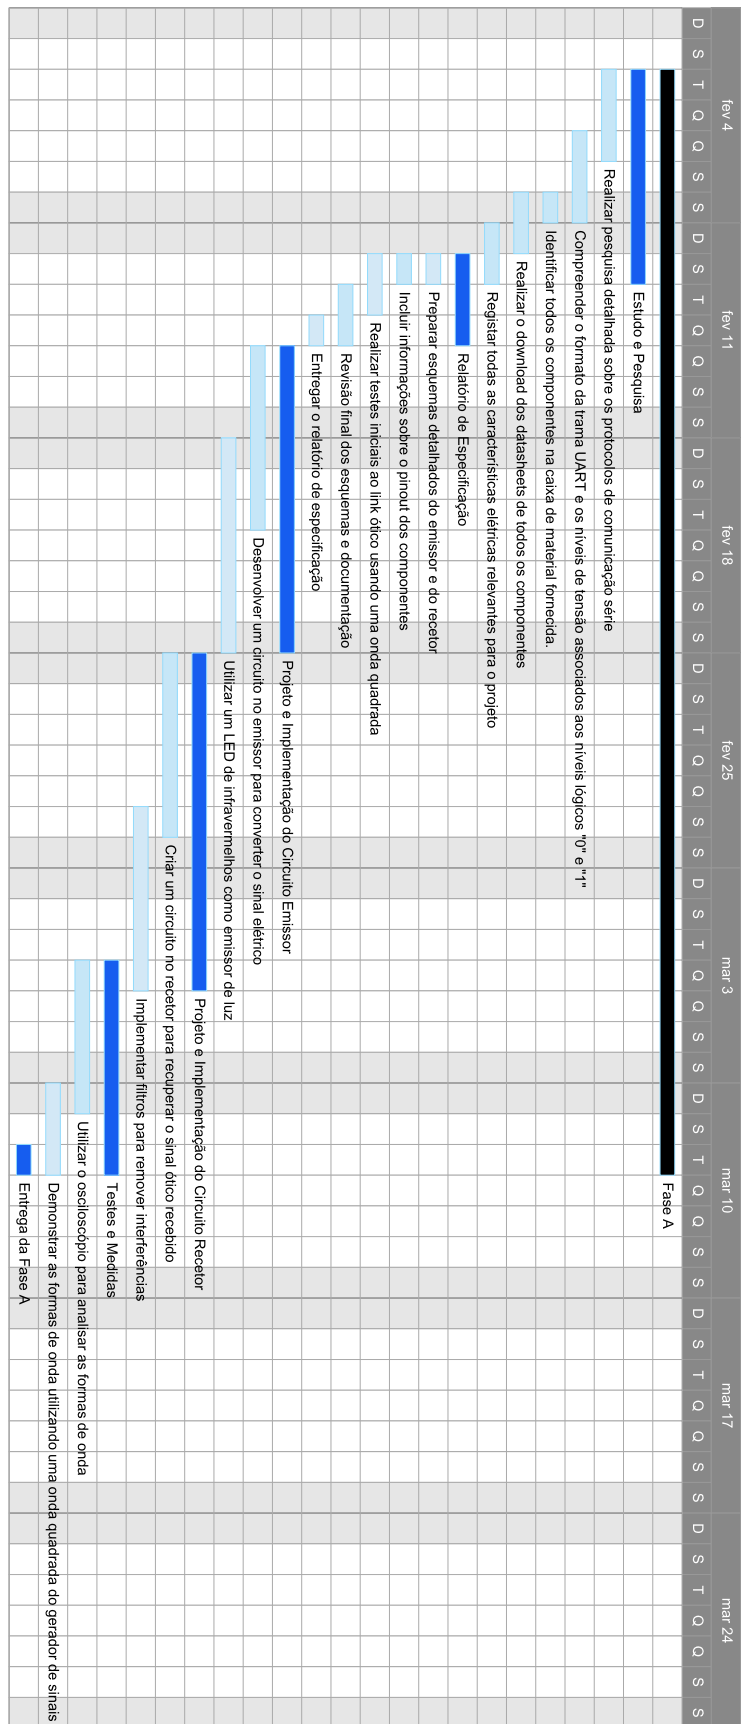 fev 4
fev 11
fev 18
fev 25
mar 3
mar 10
mar 17
mar 24
D S T Q Q S S D S T Q Q S S D S T Q Q S S D S T Q Q S S D S T Q Q S S D S T Q Q S S D S T Q Q S S D S T Q Q S S
Fase A
Estudo e Pesquisa
Realizar pesquisa detalhada sobre os protocolos de comunicação série
Compreender o formato da trama UART e os níveis de tensão associados aos níveis lógicos "0" e "1"
Identificar todos os componentes na caixa de material fornecida.
Realizar o download dos datasheets de todos os componentes
Registar todas as características elétricas relevantes para o projeto
Relatório de Especificação
Preparar esquemas detalhados do emissor e do recetor
Incluir informações sobre o pinout dos componentes
Realizar testes iniciais ao link ótico usando uma onda quadrada
Revisão final dos esquemas e documentação
Entregar o relatório de especificação
Projeto e Implementação do Circuito Emissor
Desenvolver um circuito no emissor para converter o sinal elétrico
Utilizar um LED de infravermelhos como emissor de luz
Projeto e Implementação do Circuito Recetor
Criar um circuito no recetor para recuperar o sinal ótico recebido
Implementar filtros para remover interferências
Testes e Medidas
Utilizar o osciloscópio para analisar as formas de onda
Demonstrar as formas de onda utilizando uma onda quadrada do gerador de sinais
Entrega da Fase A